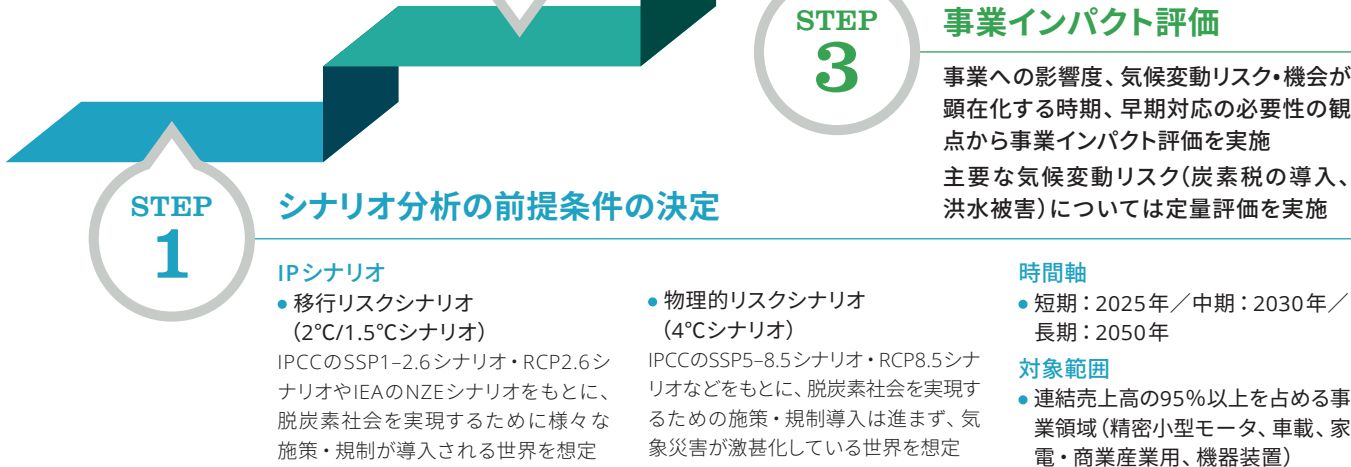 STEP
3
事業インパクト評価
事業への影響度、気候変動リスク・機会が
顕在化する時期、早期対応の必要性の観
点から事業インパクト評価を実施
主要な気候変動リスク（炭素税の導入、
洪水被害）については定量評価を実施
STEP
1
シナリオ分析の前提条件の決定
IPシナリオ
● 移行リスクシナリオ
（2℃/1.5℃シナリオ）
IPCCのSSP1–2.6シナリオ・RCP2.6シ
ナリオやIEAのNZEシナリオをもとに、
脱炭素社会を実現するために様々な
施策・規制が導入される世界を想定
● 物理的リスクシナリオ
（4℃シナリオ）
IPCCのSSP5–8.5シナリオ・RCP8.5シナ
リオなどをもとに、脱炭素社会を実現す
るための施策・規制導入は進まず、気
象災害が激甚化している世界を想定
時間軸
● 短期：2025年／中期：2030年／
長期：2050年
対象範囲
● 連結売上高の95％以上を占める事
業領域（精密小型モータ、車載、家
電・商業産業用、機器装置）